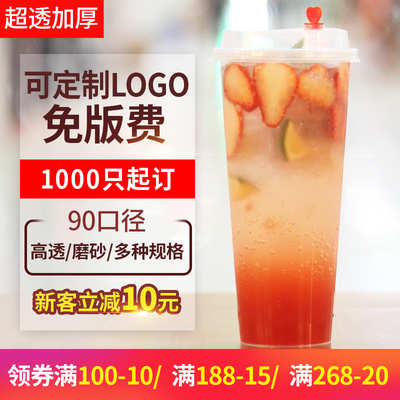 超透加厚
可定制LOGO
免版费
1000只起订
90口径
高透/磨砂/多种规格
新客立减10元
领券满100-10/ 满188-15/ 满268-20